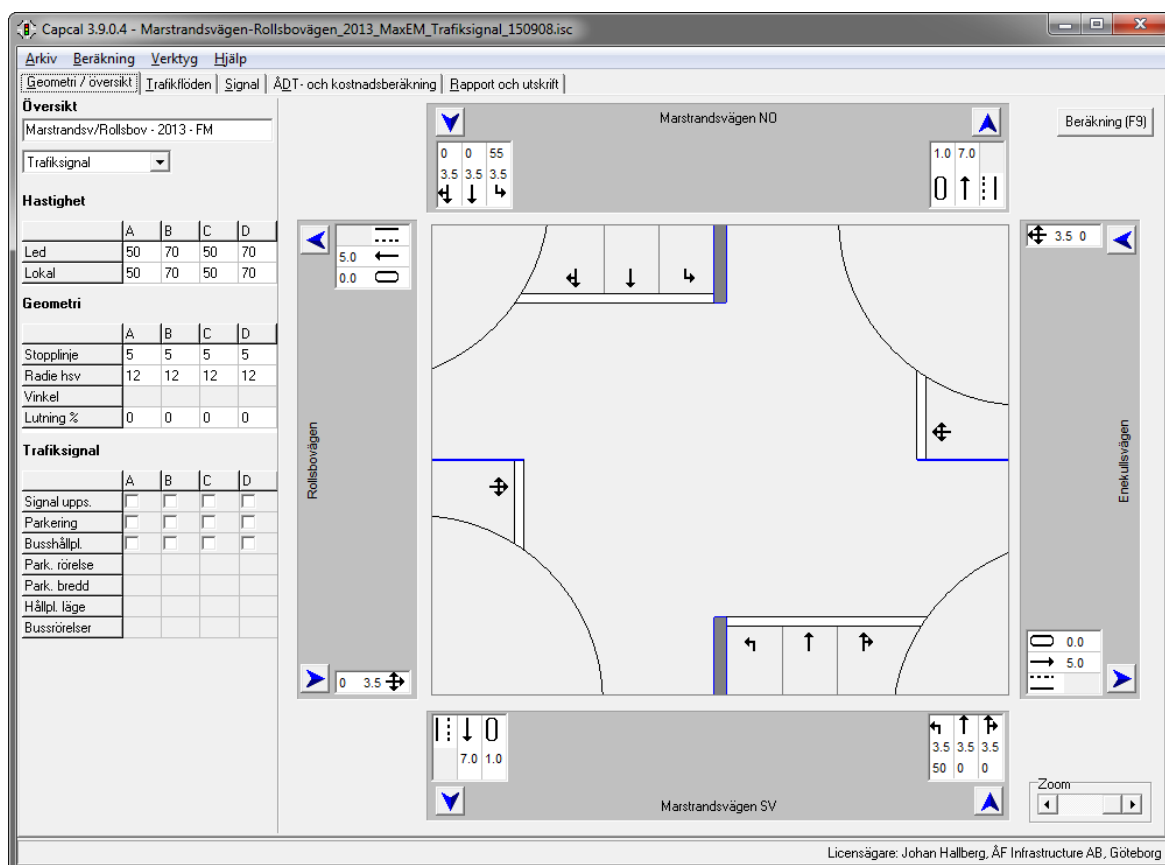 Capcal 3.9.0.4 - Marstrandsvägen-Rollsbovägen_2013_MaxEM_Trafiksignal_150908.isc
Arkiv Beräkning Verktyg Hjälp
Geometri / översikt Trafikflöden Signal ÅDT- och kostnadsberäkning Rapport och utskrift
Översikt
Marstrandsv/Rollsbov - 2013 - FM
Trafiksignal
Hastighet
A B C D
Led 50 70 50 70
Lokal 50 70 50 70
Geometri
A B C D
Stopplinje 5 5 5 5
Radie hsv 12 12 12 12
Vinkel
Lutning % 0 0 0 0
Trafiksignal
A B C D
Signal upps.
Parkering
Busshållpl.
Park. rörelse
Park. bredd
Hållpl. läge
Bussrörelser
Marstrandsvägen NO
Beräkning (F9)
0 0 55
3.5 3.5 3.5
1.0 7.0
5.0
0.0
3.5 0
Rollsbovägen
Enekullsvägen
0 3.5
0.0
5.0
7.0 1.0
3.5 3.5 3.5
50 0 0
Marstrandsvägen SV
Zoom
Licensägare: Johan Hallberg, ÅF Infrastructure AB, Göteborg